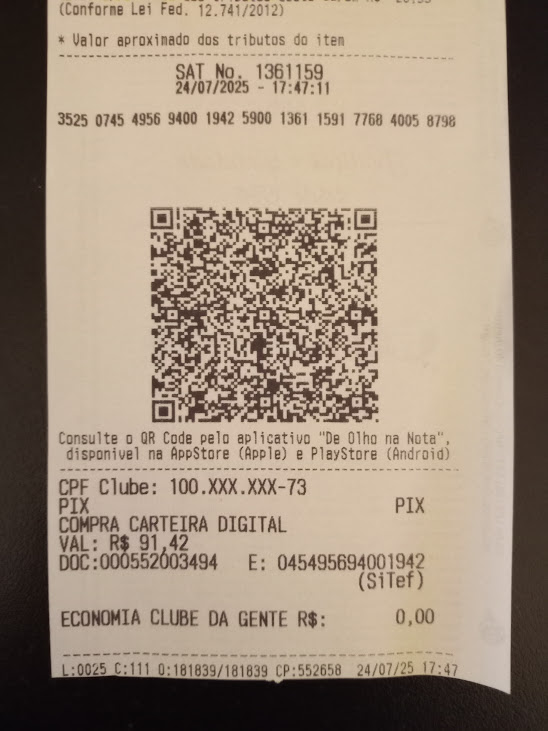 (Conforme Lei Fed. 12.741/2012)
* Valor aproximado dos tributos do item
SAT No. 1361159
24/07/2025 - 17:47:11
3525 0745 4956 9400 1942 5900 1361 1591 7768 4005 8798
Consulte o QR Code pelo aplicativo "De Olho na Nota",
disponivel na AppStore (Apple) e PlayStore (Android)
CPF Clube: 100.XXX.XXX-73
PIX PIX
COMPRA CARTEIRA DIGITAL
VAL: R$ 91,42
DOC:000552003494 E: 045495694001942
(SiTef)
ECONOMIA CLUBE DA GENTE R$: 0,00
L:0025 C:111 O:181839/181839 CP:552658 24/07/25 17:47